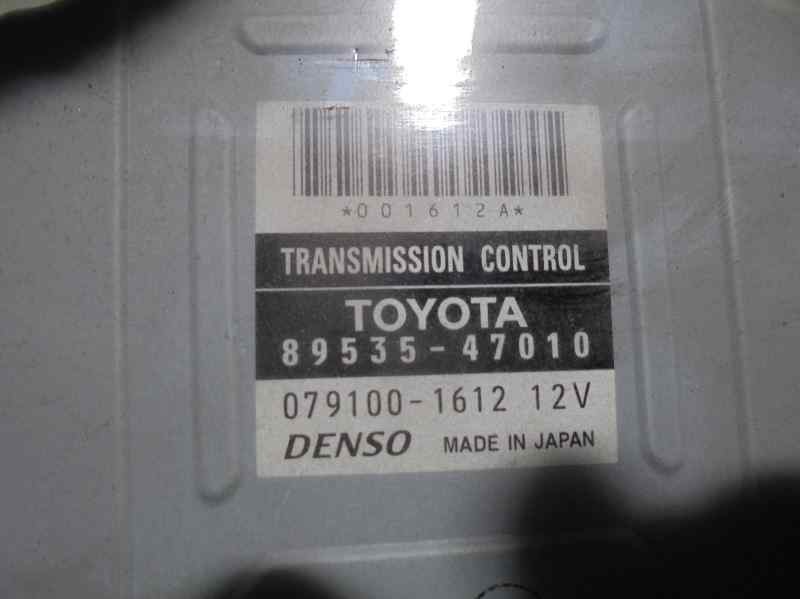 *001612A*
TRANSMISSION CONTROL
TOYOTA
89535-47010
079100-1612 12V
DENSO MADE IN JAPAN